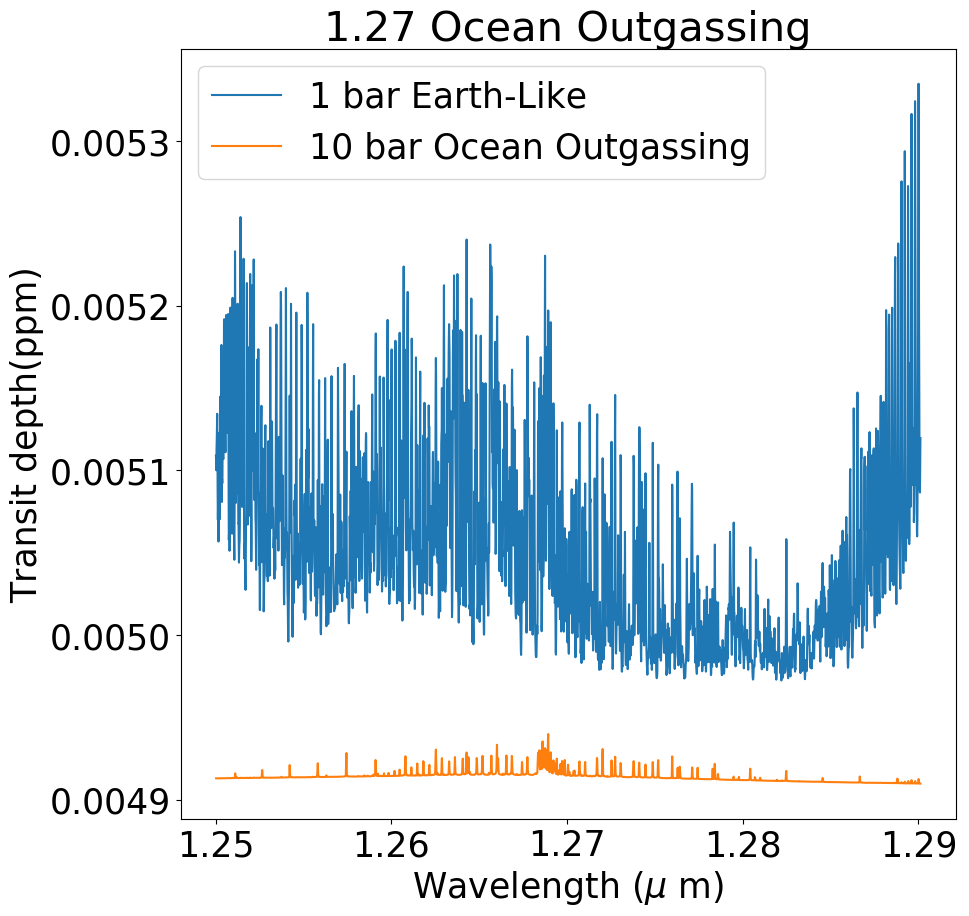 1.27 Ocean Outgassing
1 bar Earth-Like
10 bar Ocean Outgassing
Transit depth(ppm)
0.0053
0.0052
0.0051
0.0050
0.0049
1.25 1.26 1.27 1.28 1.29
Wavelength (μ m)